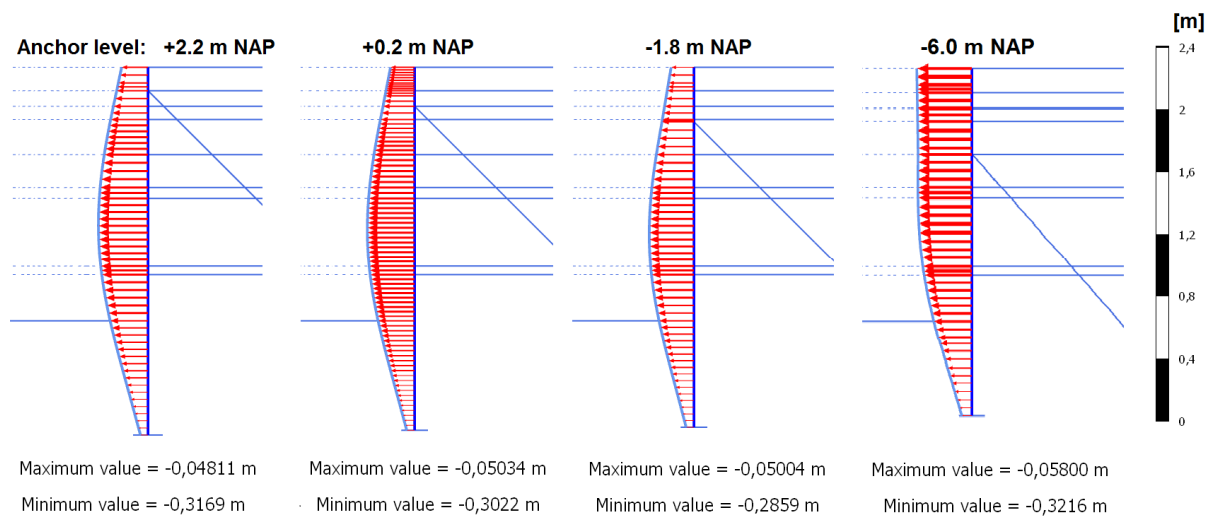 [m]
Anchor level: +2.2 m NAP
+0.2 m NAP
-1.8 m NAP
-6.0 m NAP
2,4
2
1,6
1,2
0,8
0,4
0
Maximum value = -0,04811 m
Minimum value = -0,3169 m
Maximum value = -0,05034 m
Minimum value = -0,3022 m
Maximum value = -0,05004 m
Minimum value = -0,2859 m
Maximum value = -0,05800 m
Minimum value = -0,3216 m